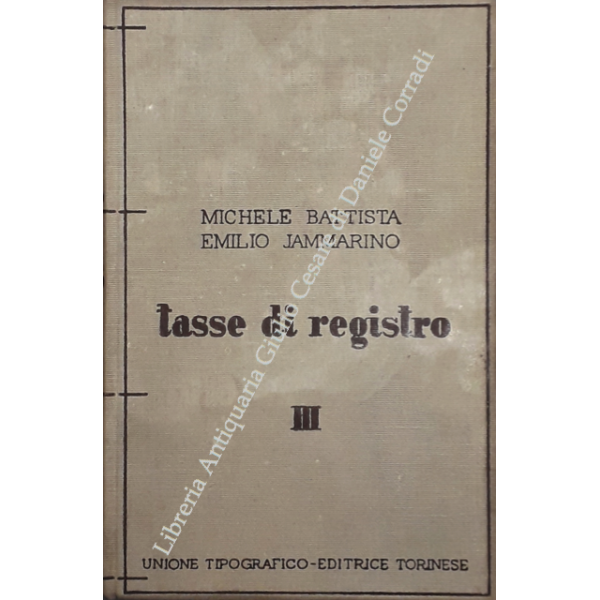 MICHELE BATTISTA
EMILIO JAMMARINO
tasse di registro
III
UNIONE TIPOGRAFICO-EDITRICE TORINESE
Libreria Antiquaria Giulio Cesare di Daniele Corradi